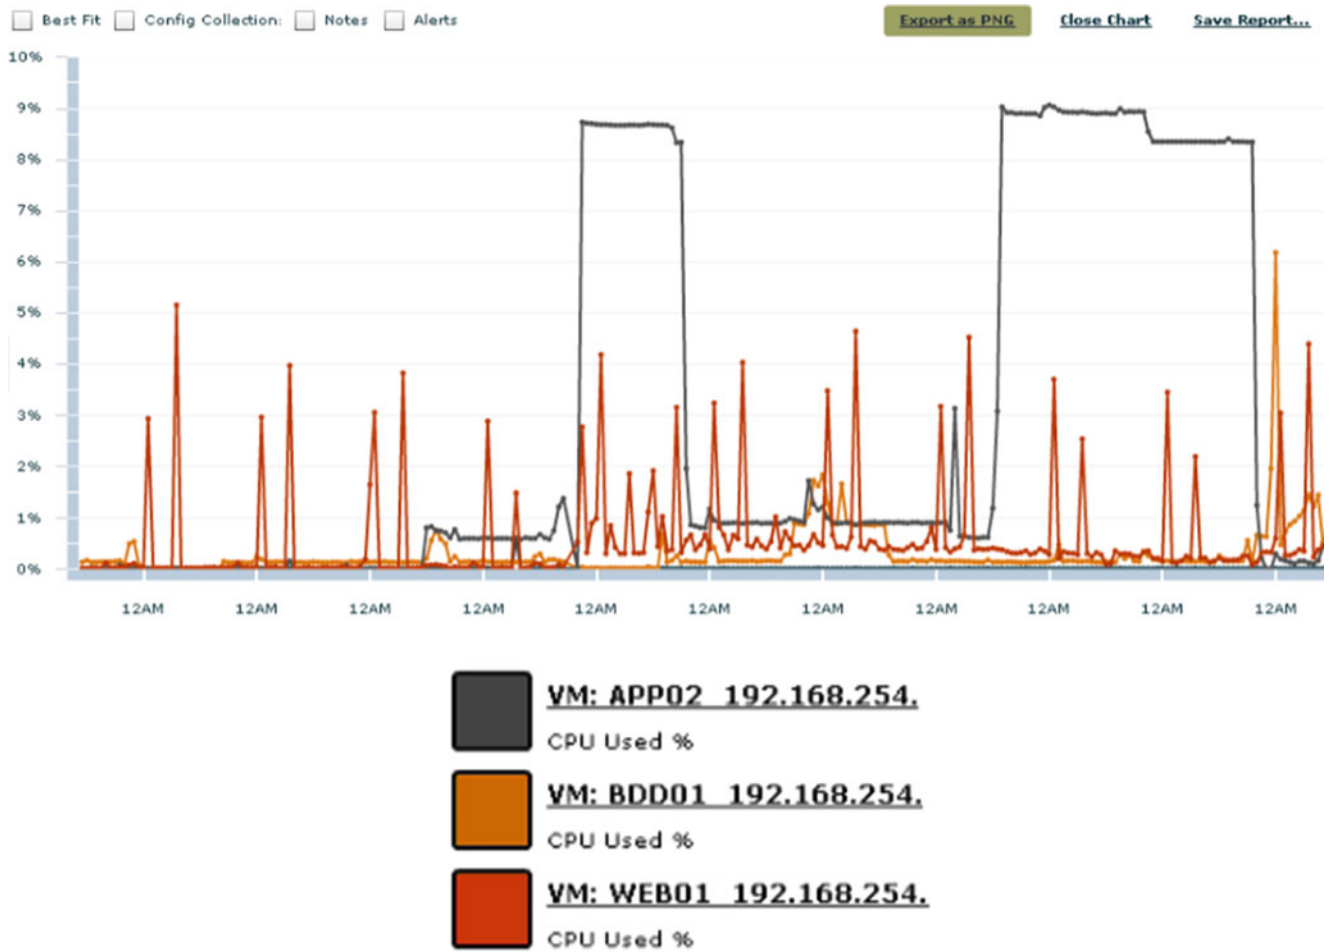 Best Fit Config Collection: Notes Alerts Export as PNG Close Chart Save Report...
10%
9%
8%
7%
6%
5%
4%
3%
2%
1%
0%
12AM 12AM 12AM 12AM 12AM 12AM 12AM 12AM 12AM 12AM 12AM
VM: APP02 192.168.254.
CPU Used %
VM: BDD01 192.168.254.
CPU Used %
VM: WEB01 192.168.254.
CPU Used %